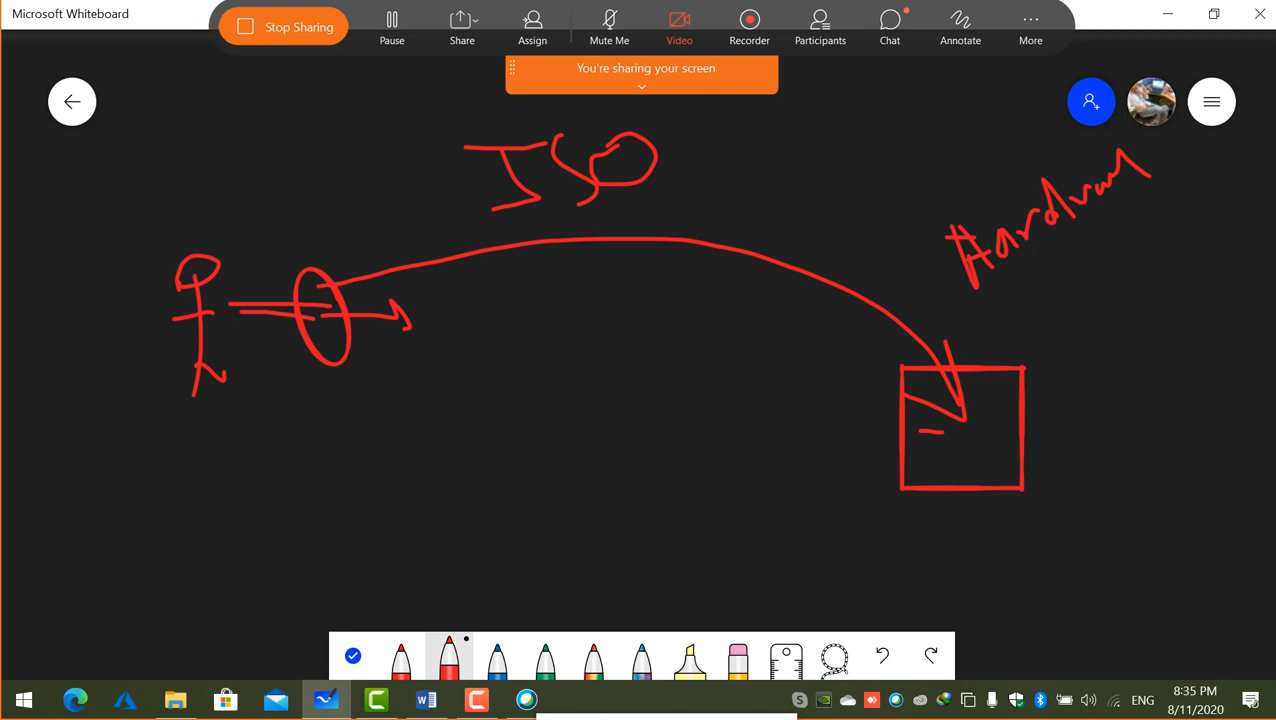 Microsoft Whiteboard
Stop Sharing
Pause
Share
Assign
Mute Me
Video
Recorder
Participants
Chat
Annotate
More
You're sharing your screen
ISO
ENG
8:35 PM
8/11/2020